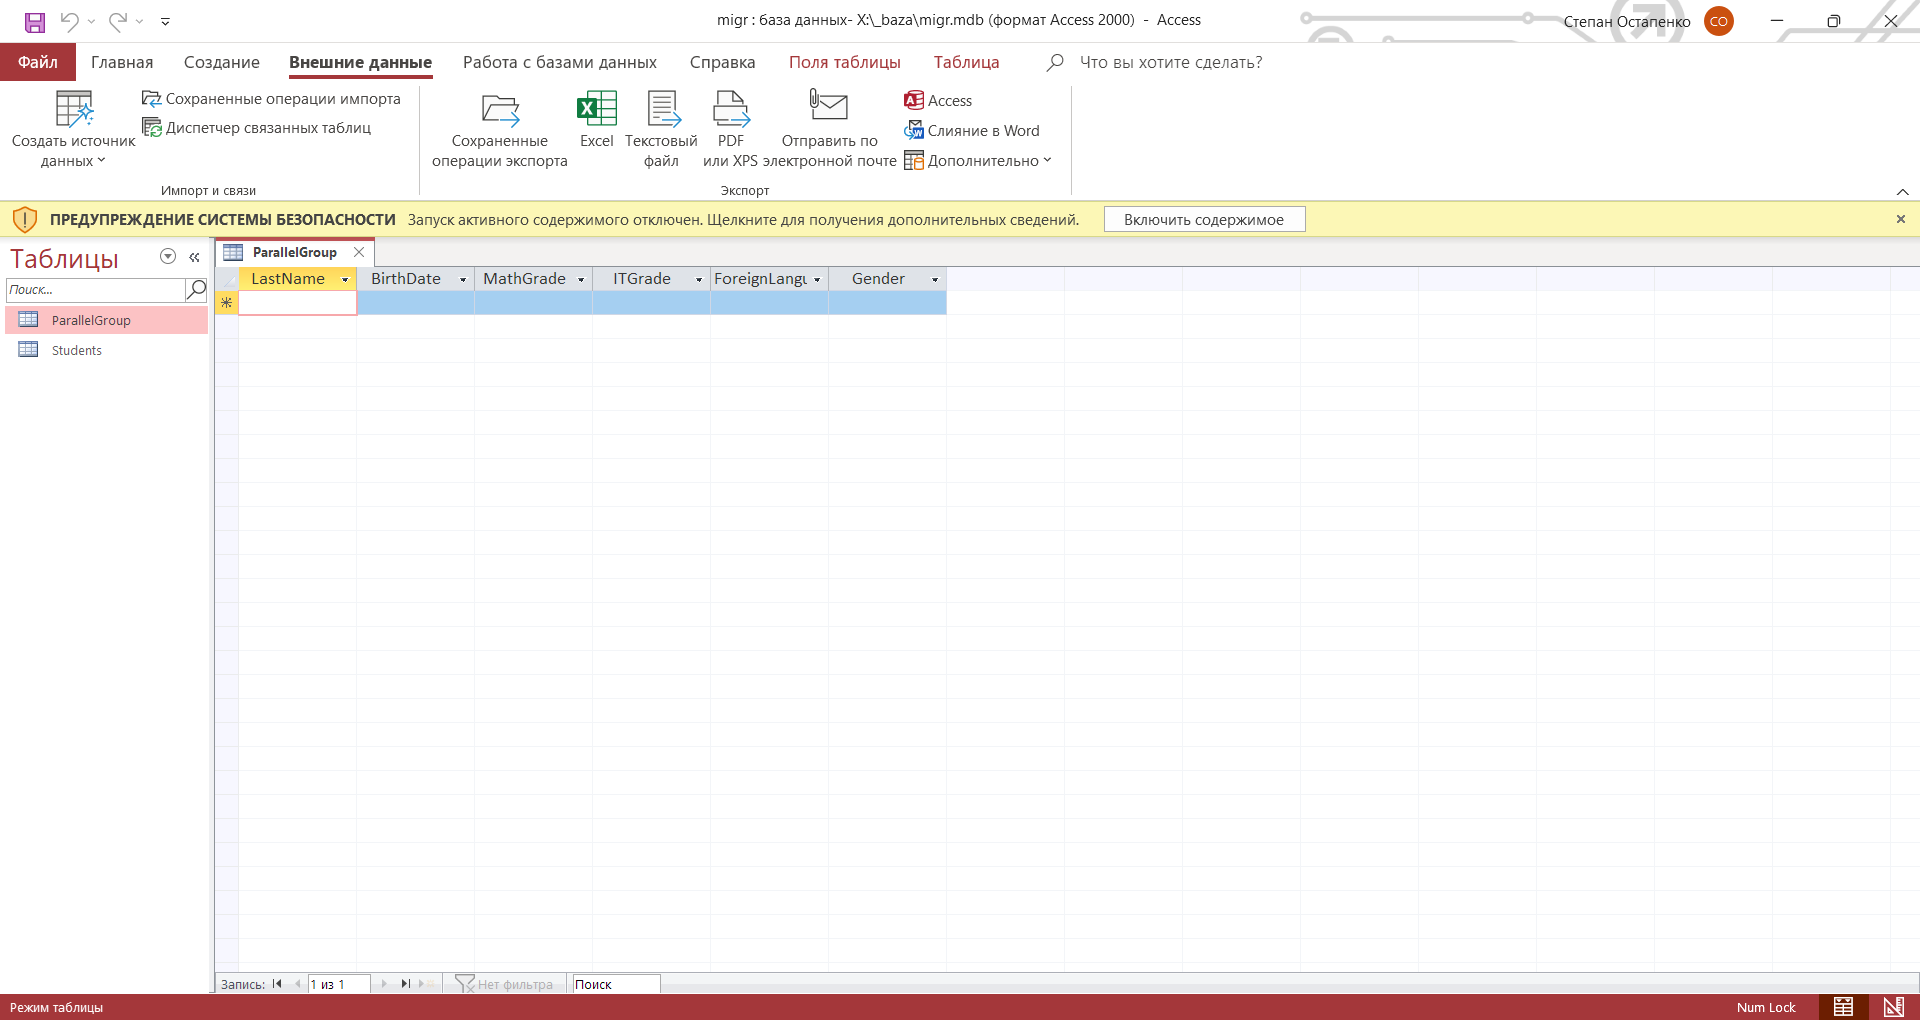 migr : база данных- X:\_baza\migr.mdb (формат Access 2000) - Access
Степан Остапенко
СО
Файл
Главная
Создание
Внешние данные
Работа с базами данных
Справка
Поля таблицы
Таблица
Что вы хотите сделать?
Создать источник
данных
Сохраненные операции импорта
Диспетчер связанных таблиц
Импорт и связи
Сохраненные
операции экспорта
Excel
Текстовый
файл
PDF
или XPS
Отправить по
электронной почте
Access
Слияние в Word
Дополнительно
Экспорт
ПРЕДУПРЕЖДЕНИЕ СИСТЕМЫ БЕЗОПАСНОСТИ Запуск активного содержимого отключен. Щелкните для получения дополнительных сведений.
Включить содержимое
Таблицы
Поиск...
ParallelGroup
Students
ParallelGroup
LastName BirthDate MathGrade ITGrade ForeignLangu Gender
Запись:
1 из 1
Нет фильтра
Поиск
Режим таблицы
Num Lock